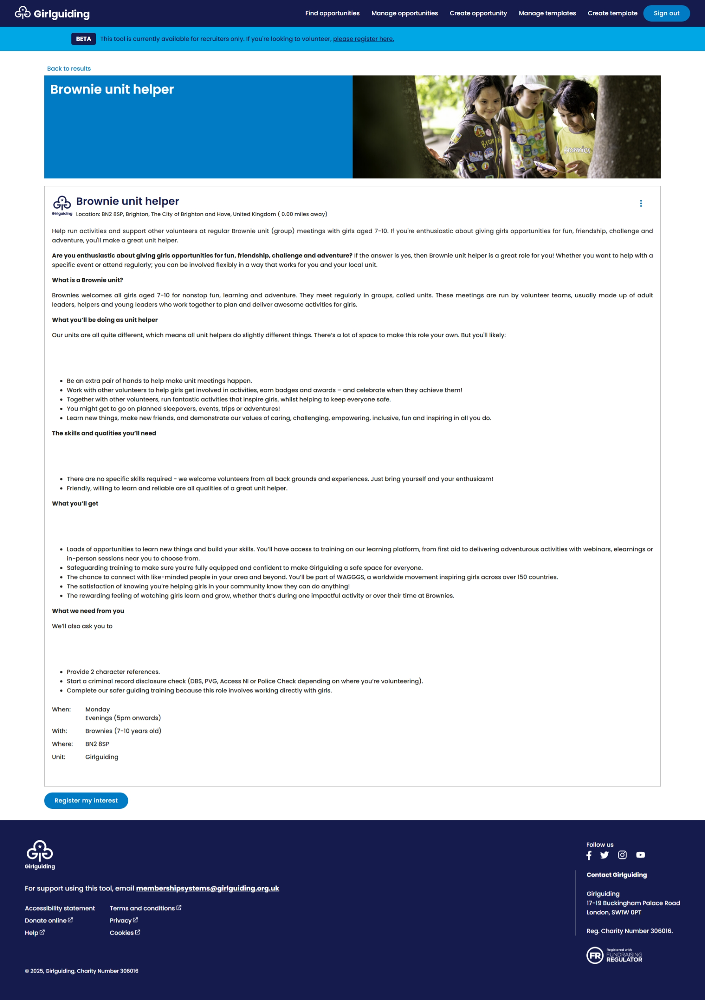 Girlguiding
Find opportunities
Manage opportunities
Create opportunity
Manage templates
Create template
Sign out
BETA
This tool is currently available for recruiters only. If you're looking to volunteer, please register here.
Back to results
Brownie unit helper
Brownies
Girlguiding
Brownie unit helper
Location: BN2 8SP, Brighton, The City of Brighton and Hove, United Kingdom ( 0.00 miles away)
Help run activities and support other volunteers at regular Brownie unit (group) meetings with girls aged 7-10. If you're enthusiastic about giving girls opportunities for fun, friendship, challenge and
adventure, you'll make a great unit helper.
Are you enthusiastic about giving girls opportunities for fun, friendship, challenge and adventure? If the answer is yes, then Brownie unit helper is a great role for you! Whether you want to help with a
specific event or attend regularly; you can be involved flexibly in a way that works for you and your local unit.
What is a Brownie unit?
Brownies welcomes all girls aged 7-10 for nonstop fun, learning and adventure. They meet regularly in groups, called units. These meetings are run by volunteer teams, usually made up of adult
leaders, helpers and young leaders who work together to plan and deliver awesome activities for girls.
What you’ll be doing as unit helper
Our units are all quite different, which means all unit helpers do slightly different things. There’s a lot of space to make this role your own. But you'll likely:
• Be an extra pair of hands to help make unit meetings happen.
• Work with other volunteers to help girls get involved in activities, earn badges and awards – and celebrate when they achieve them!
• Together with other volunteers, run fantastic activities that inspire girls, whilst helping to keep everyone safe.
• You might get to go on planned sleepovers, events, trips or adventures!
• Learn new things, make new friends, and demonstrate our values of caring, challenging, empowering, inclusive, fun and inspiring in all you do.
The skills and qualities you’ll need
• There are no specific skills required - we welcome volunteers from all back grounds and experiences. Just bring yourself and your enthusiasm!
• Friendly, willing to learn and reliable are all qualities of a great unit helper.
What you’ll get
• Loads of opportunities to learn new things and build your skills. You’ll have access to training on our learning platform, from first aid to delivering adventurous activities with webinars, elearnings or
in-person sessions near you to choose from.
• Safeguarding training to make sure you’re fully equipped and confident to make Girlguiding a safe space for everyone.
• The chance to connect with like-minded people in your area and beyond. You’ll be part of WAGGGS, a worldwide movement inspiring girls across over 150 countries.
• The satisfaction of knowing you’re helping girls in your community know they can do anything!
• The rewarding feeling of watching girls learn and grow, whether that’s during one impactful activity or over their time at Brownies.
What we need from you
We’ll also ask you to
• Provide 2 character references.
• Start a criminal record disclosure check (DBS, PVG, Access NI or Police Check depending on where you’re volunteering).
• Complete our safer guiding training because this role involves working directly with girls.
When: Monday
Evenings (5pm onwards)
With: Brownies (7-10 years old)
Where: BN2 8SP
Unit: Girlguiding
Register my interest
Girlguiding
For support using this tool, email membershipsystems@girlguiding.org.uk
Accessibility statement
Terms and conditions
Donate online
Privacy
Help
Cookies
© 2025, Girlguiding, Charity Number 306016
Follow us
Contact Girlguiding
Girlguiding
17-19 Buckingham Palace Road
London, SW1W 0PT
Reg. Charity Number 306016.
FR
Registered with
FUNDRAISING
REGULATOR